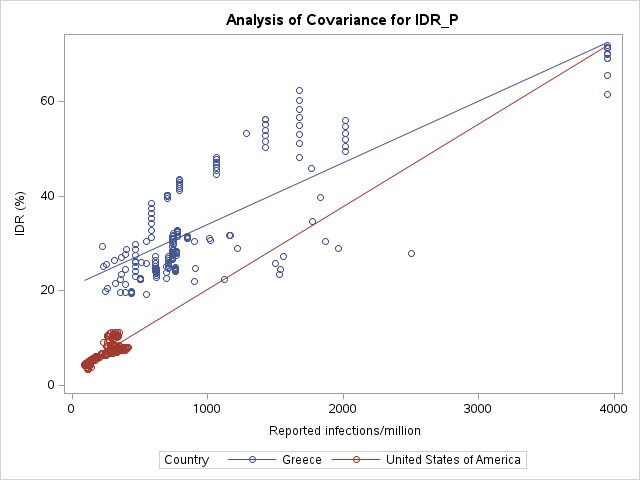 Analysis of Covariance for IDR_P
60
40
20
0
IDR (%)
0 1000 2000 3000 4000
Reported infections/million
Country Greece United States of America